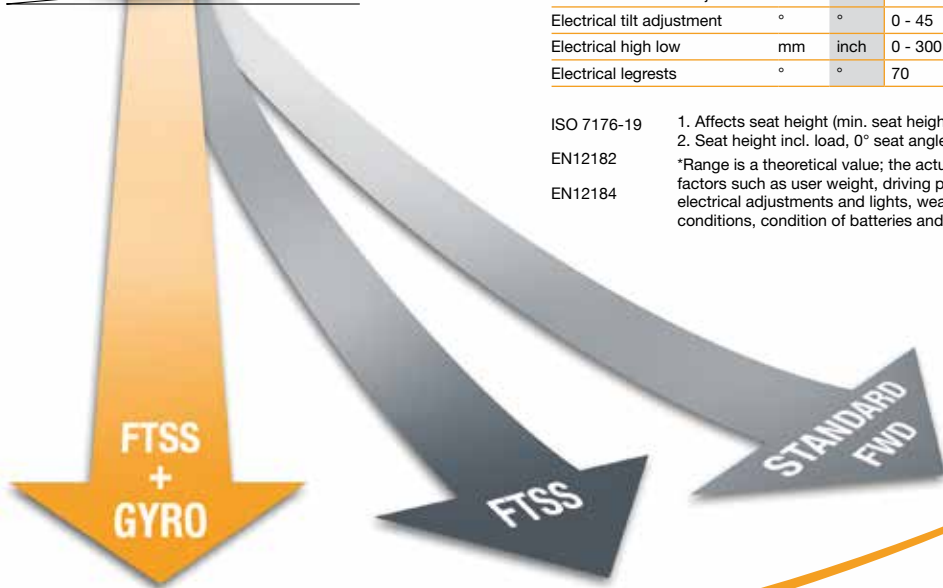 Electrical tilt adjustment ° ° 0 - 45
Electrical high low mm inch 0 - 300
Electrical legrests ° ° 70
ISO 7176-19
EN12182
EN12184
1. Affects seat height (min. seat heigh
2. Seat height incl. load, 0° seat angle
*Range is a theoretical value; the actu
factors such as user weight, driving p
electrical adjustments and lights, wea
conditions, condition of batteries and
FTSS
+
GYRO
FTSS
STANDARD
FWD